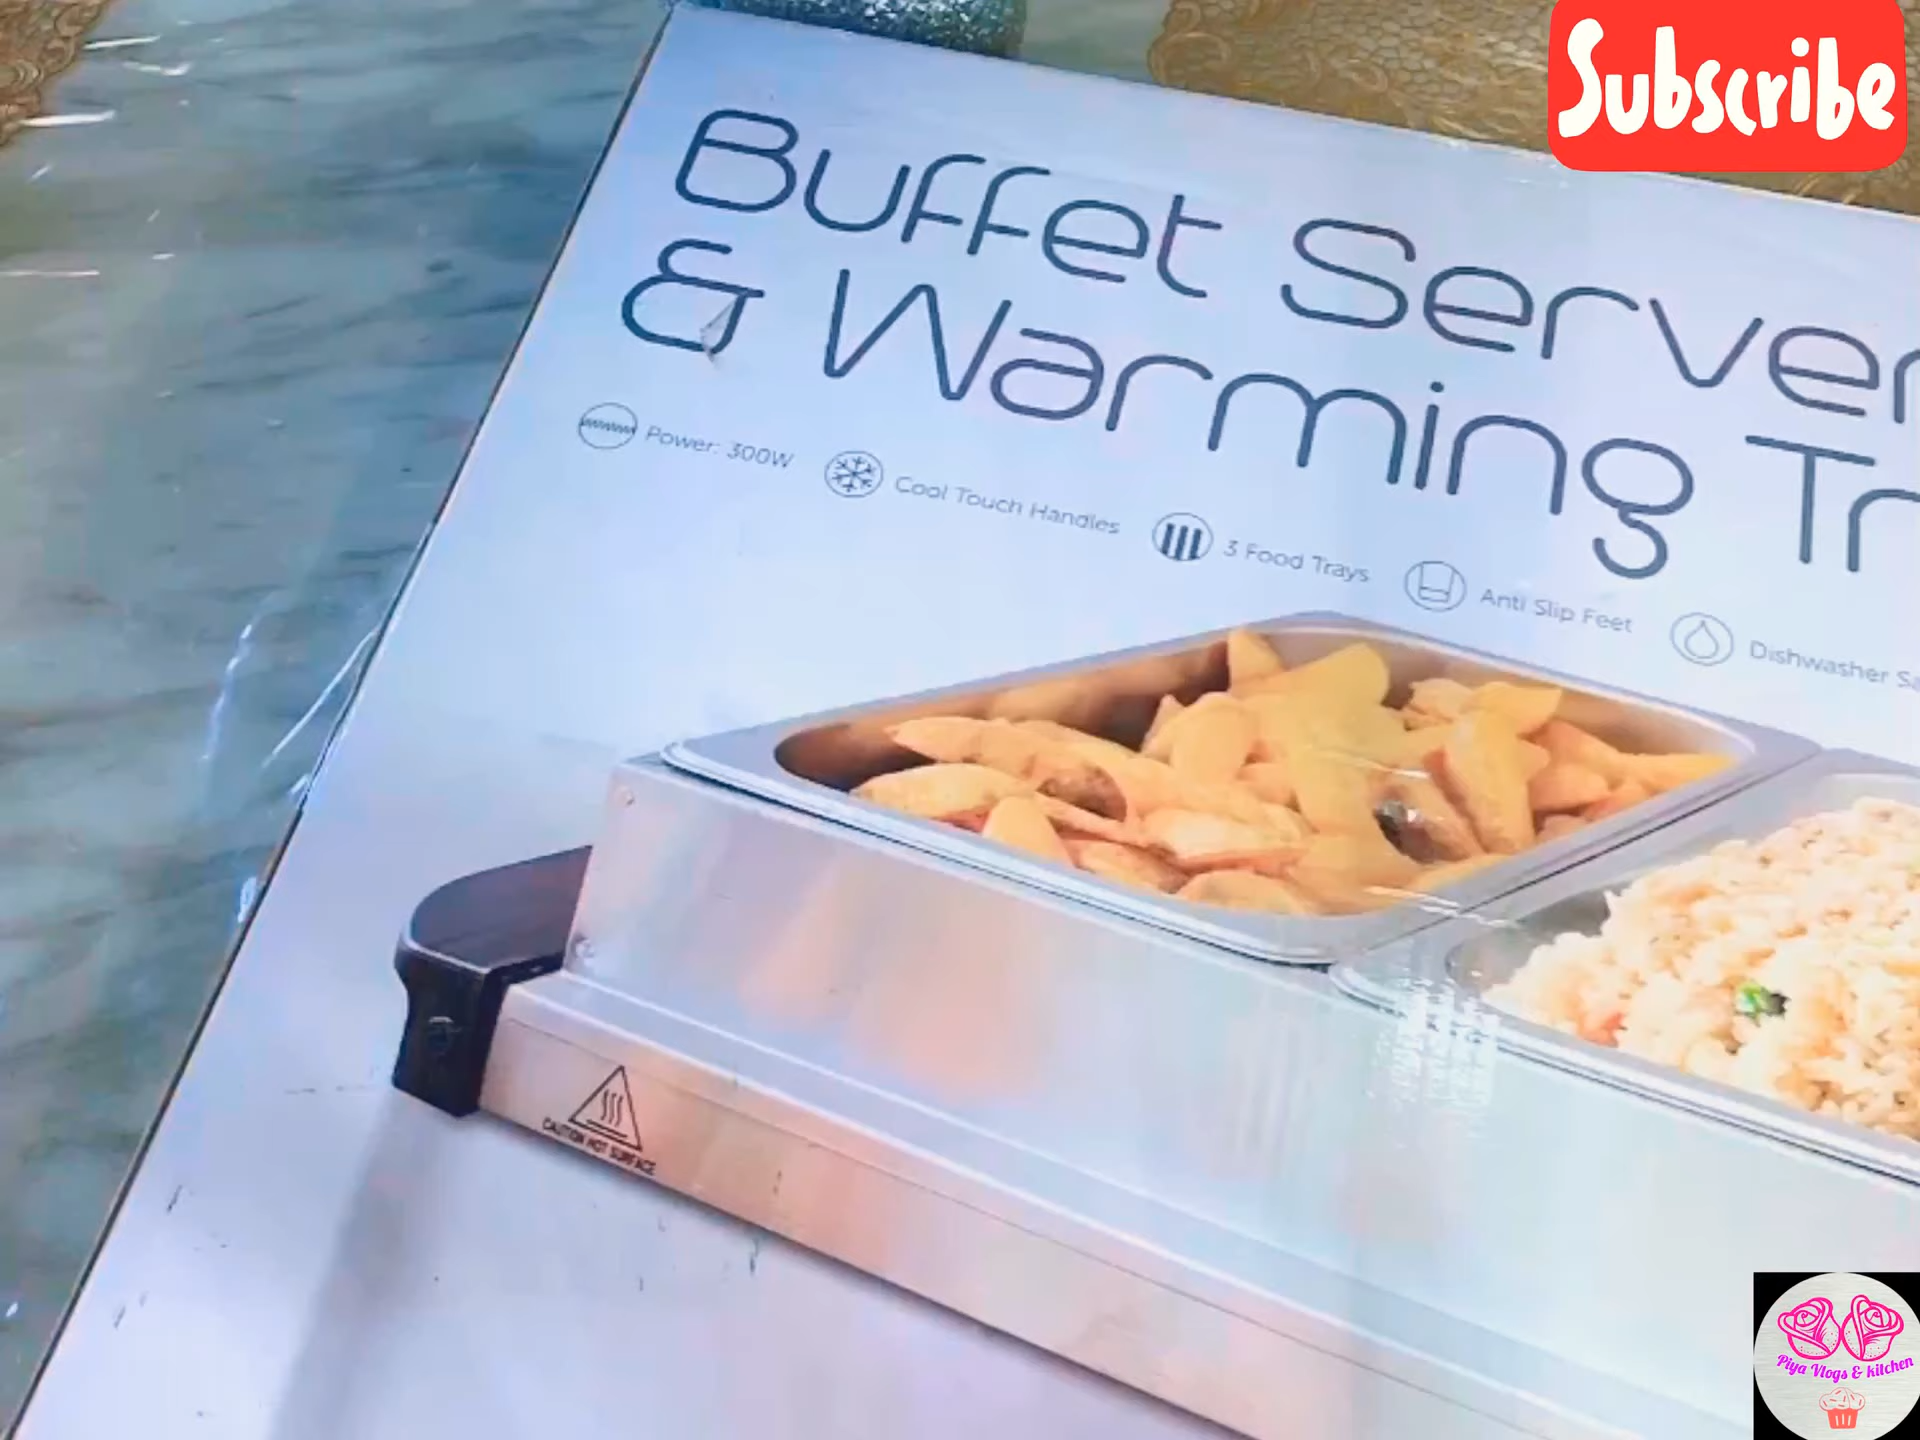 Subscribe
Buffet Server
& Warming Tr
Power: 300W
Cool Touch Handles
3 Food Trays
Anti Slip Feet
Dishwasher Sa
CAUTION HOT SURFACE
Piya Vlogs & kitchen